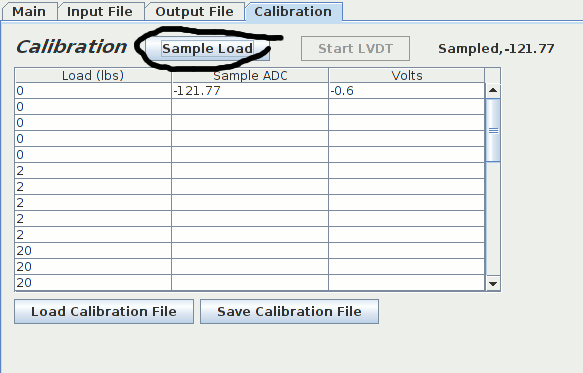 Main Input File Output File Calibration
Calibration Sample Load Start LVDT Sampled,-121.77
Load (lbs) Sample ADC Volts
0 -121.77 -0.6
0
0
0
0
2
2
2
2
2
20
20
20
Load Calibration File Save Calibration File